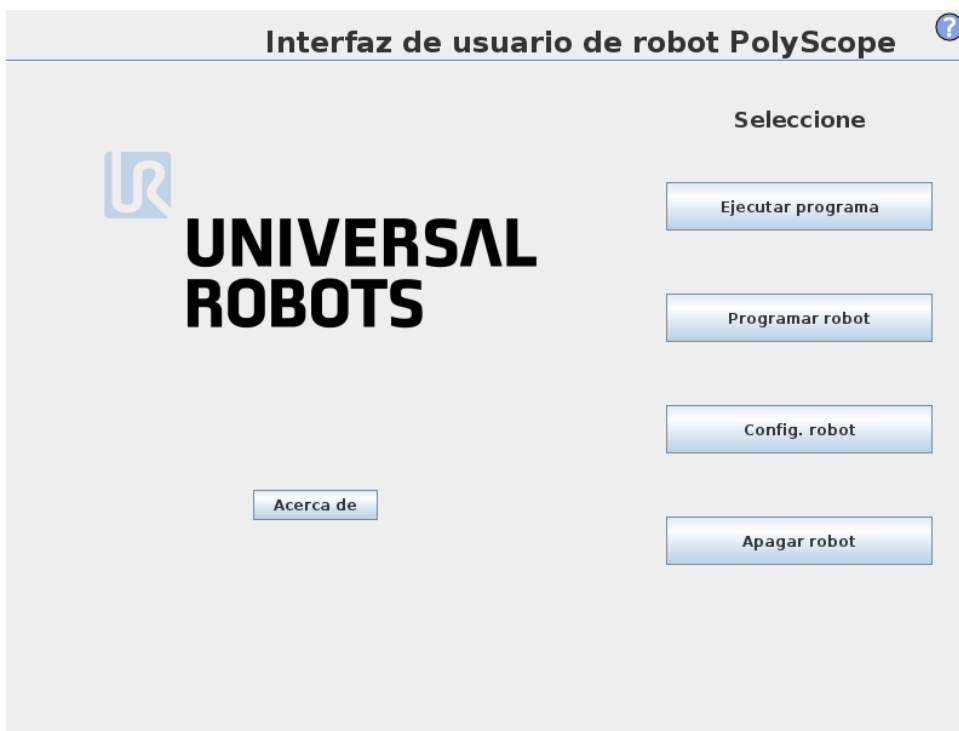 Interfaz de usuario de robot PolyScope
?
Seleccione
UR
UNIVERSAL
ROBOTS
Ejecutar programa
Programar robot
Config. robot
Acerca de
Apagar robot